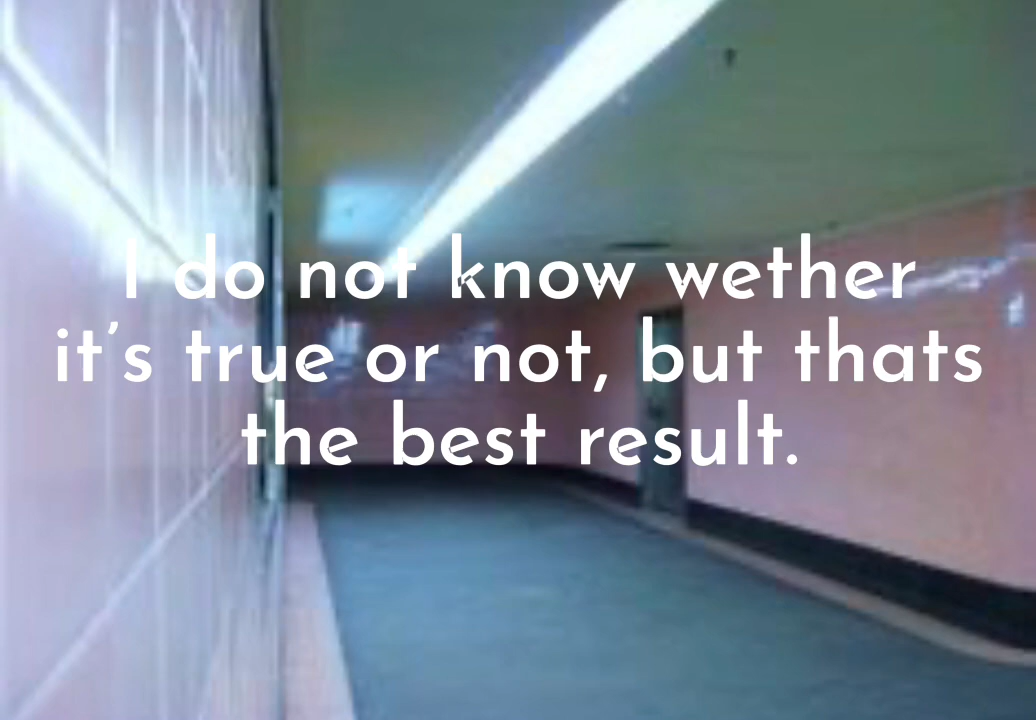 I do not know wether
it's true or not, but thats
the best result.